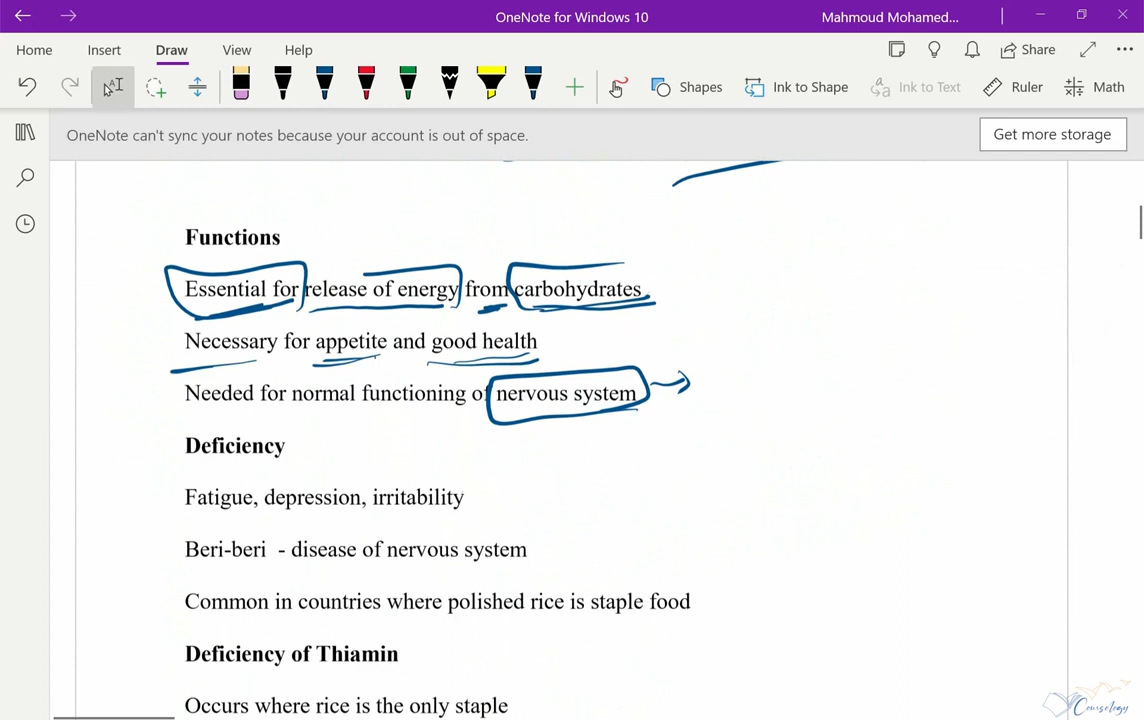 OneNote for Windows 10
Mahmoud Mohamed...
Home
Insert
Draw
View
Help
Share
Shapes
Ink to Shape
Ink to Text
Ruler
Math
OneNote can't sync your notes because your account is out of space.
Get more storage
Functions
Essential for release of energy from carbohydrates
Necessary for appetite and good health
Needed for normal functioning of nervous system
Deficiency
Fatigue, depression, irritability
Beri-beri - disease of nervous system
Common in countries where polished rice is staple food
Deficiency of Thiamin
Occurs where rice is the only staple
Coursology